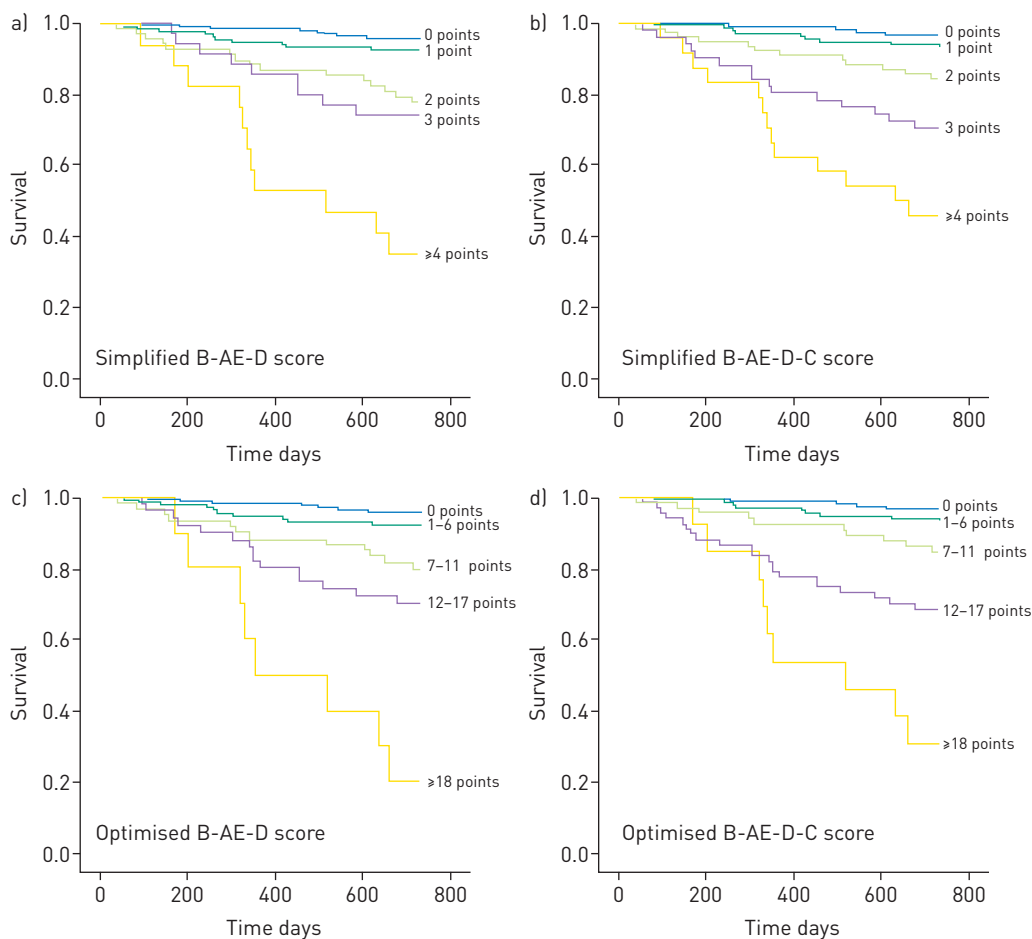 a)
1.0
0.8
0.6
0.4
0.2
0.0
Survival
0 points
1 point
2 points
3 points
⩾4 points
Simplified B-AE-D score
0 200 400 600 800
Time days
b)
1.0
0.8
0.6
0.4
0.2
0.0
Survival
0 points
1 point
2 points
3 points
⩾4 points
Simplified B-AE-D-C score
0 200 400 600 800
Time days
c)
1.0
0.8
0.6
0.4
0.2
0.0
Survival
0 points
1–6 points
7–11 points
12–17 points
⩾18 points
Optimised B-AE-D score
0 200 400 600 800
Time days
d)
1.0
0.8
0.6
0.4
0.2
0.0
Survival
0 points
1–6 points
7–11 points
12–17 points
⩾18 points
Optimised B-AE-D-C score
0 200 400 600 800
Time days